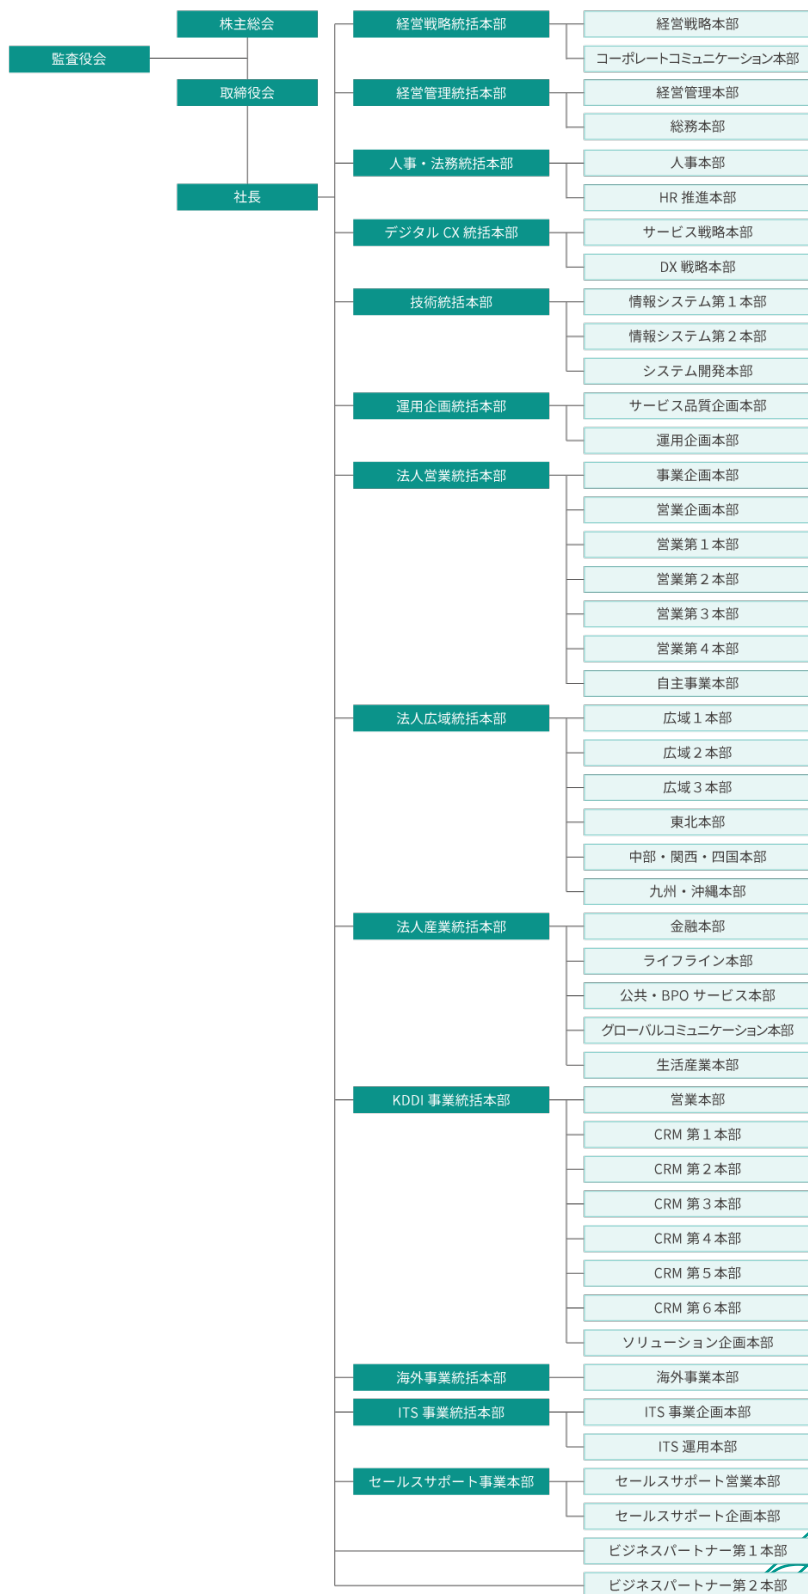 株主総会
監査役会
取締役会
社長
経営戦略統括本部
経営戦略本部
コーポレートコミュニケーション本部
経営管理統括本部
経営管理本部
総務本部
人事・法務統括本部
人事本部
HR 推進本部
デジタル CX 統括本部
サービス戦略本部
DX 戦略本部
技術統括本部
情報システム第１本部
情報システム第２本部
システム開発本部
運用企画統括本部
サービス品質企画本部
運用企画本部
法人営業統括本部
事業企画本部
営業企画本部
営業第１本部
営業第２本部
営業第３本部
営業第４本部
自主事業本部
法人広域統括本部
広域１本部
広域２本部
広域３本部
東北本部
中部・関西・四国本部
九州・沖縄本部
法人産業統括本部
金融本部
ライフライン本部
公共・BPO サービス本部
グローバルコミュニケーション本部
生活産業本部
KDDI 事業統括本部
営業本部
CRM 第１本部
CRM 第２本部
CRM 第３本部
CRM 第４本部
CRM 第５本部
CRM 第６本部
ソリューション企画本部
海外事業統括本部
海外事業本部
ITS 事業統括本部
ITS 事業企画本部
ITS 運用本部
セールスサポート事業本部
セールスサポート営業本部
セールスサポート企画本部
ビジネスパートナー第１本部
ビジネスパートナー第２本部